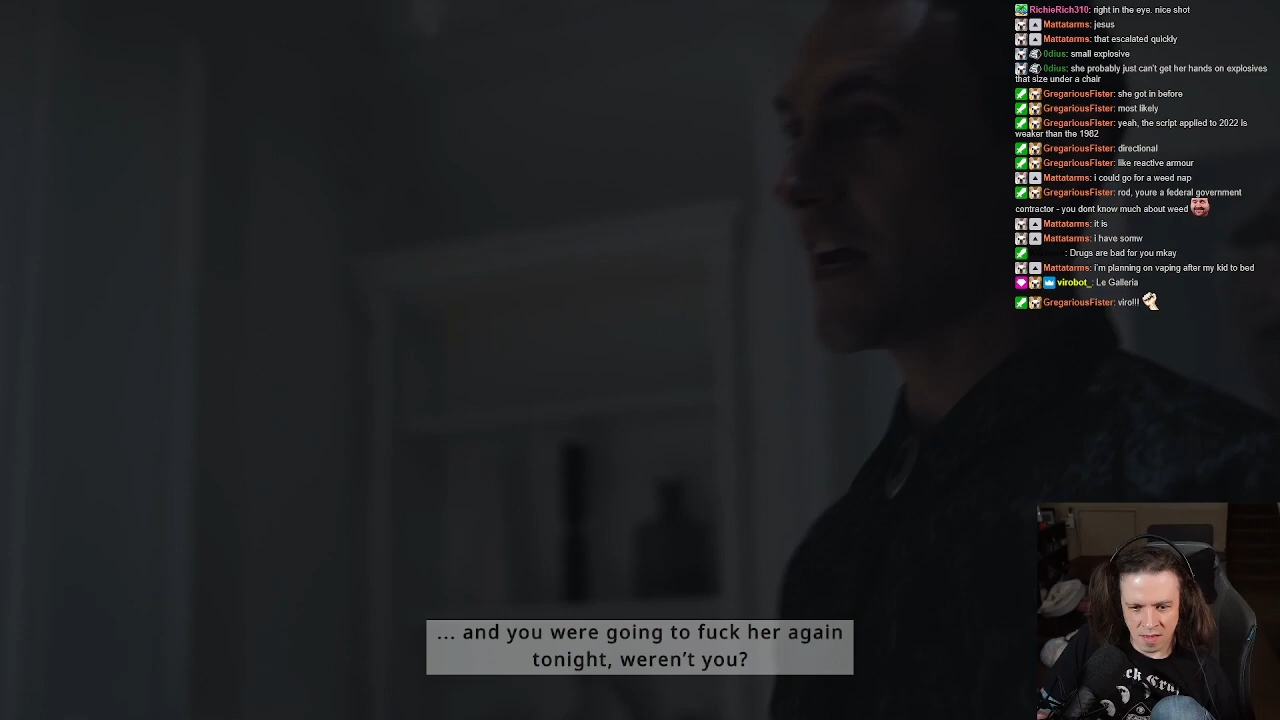 RichieRich310: right in the eye. nice shot
Mattatarms: jesus
Mattatarms: that escalated quickly
0dius: small explosive
0dius: she probably just can't get her hands on explosives
that size under a chair
GregariousFister: she got in before
GregariousFister: most likely
GregariousFister: yeah, the script applied to 2022 is
weaker than the 1982
GregariousFister: directional
GregariousFister: like reactive armour
Mattatarms: i could go for a weed nap
GregariousFister: rod, youre a federal government
contractor - you dont know much about weed
Mattatarms: it is
Mattatarms: i have somw
: Drugs are bad for you mkay
Mattatarms: i'm planning on vaping after my kid to bed
virobot_: Le Galleria
GregariousFister: viro!!!
... and you were going to fuck her again
tonight, weren't you?